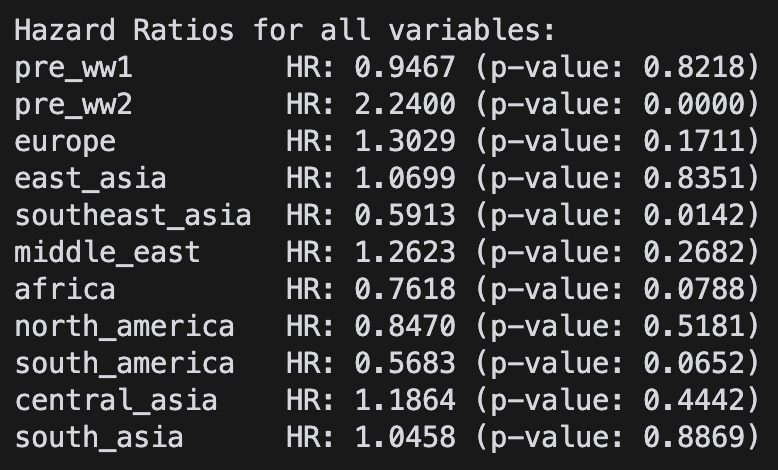 Hazard Ratios for all variables:
pre_ww1         HR: 0.9467 (p-value: 0.8218)
pre_ww2         HR: 2.2400 (p-value: 0.0000)
europe          HR: 1.3029 (p-value: 0.1711)
east_asia       HR: 1.0699 (p-value: 0.8351)
southeast_asia  HR: 0.5913 (p-value: 0.0142)
middle_east     HR: 1.2623 (p-value: 0.2682)
africa          HR: 0.7618 (p-value: 0.0788)
north_america   HR: 0.8470 (p-value: 0.5181)
south_america   HR: 0.5683 (p-value: 0.0652)
central_asia    HR: 1.1864 (p-value: 0.4442)
south_asia      HR: 1.0458 (p-value: 0.8869)